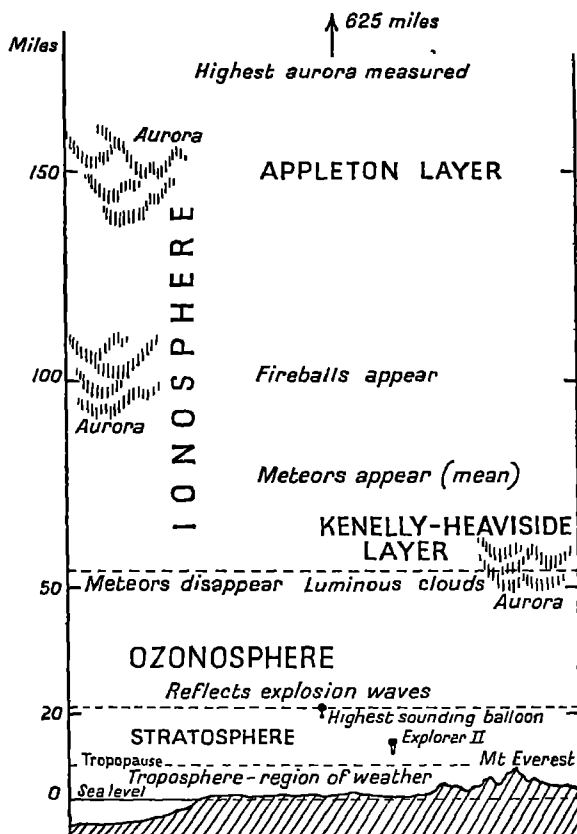 625 miles
Miles
Highest aurora measured
Aurora
150
APPELTON LAYER
IONOSPHERE
100
Fireballs appear
Aurora
Meteors appear (mean)
KENELLY-HEAVISIDE
LAYER
Meteors disappear Luminous clouds
50
Aurora
OZONOSPHERE
Reflects explosion waves
20
Highest sounding balloon
STRATOSPHERE
Explorer II
Tropopause
Mt Everest
Troposphere-region of weather
0
Sea level